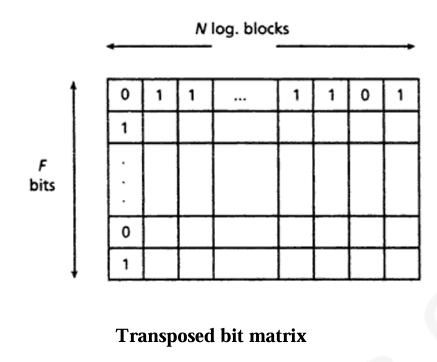 N log. blocks
0 1 1 ... 1 1 0 1
1
F
bits
.
.
.
0
1
Transposed bit matrix